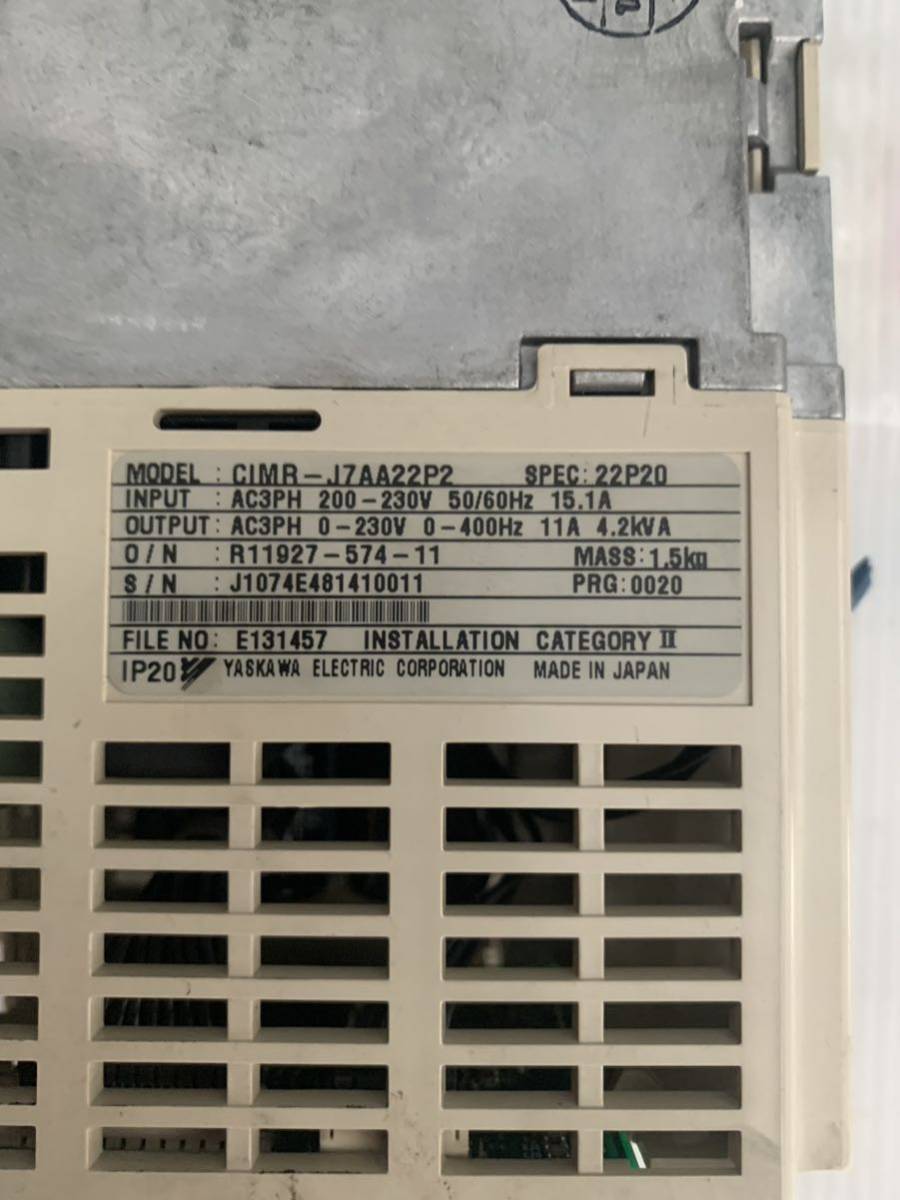 MODEL : CIMR-J7AA22P2 SPEC: 22P20
INPUT : AC3PH 200-230V 50/60Hz 15.1A
OUTPUT: AC3PH 0-230V 0-400Hz 11A 4.2kVA
O/N : R11927-574-11 MASS: 1.5kg
S/N : J1074E481410011 PRG: 0020
FILE NO: E131457 INSTALLATION CATEGORY II
IP20 YASKAWA ELECTRIC CORPORATION MADE IN JAPAN